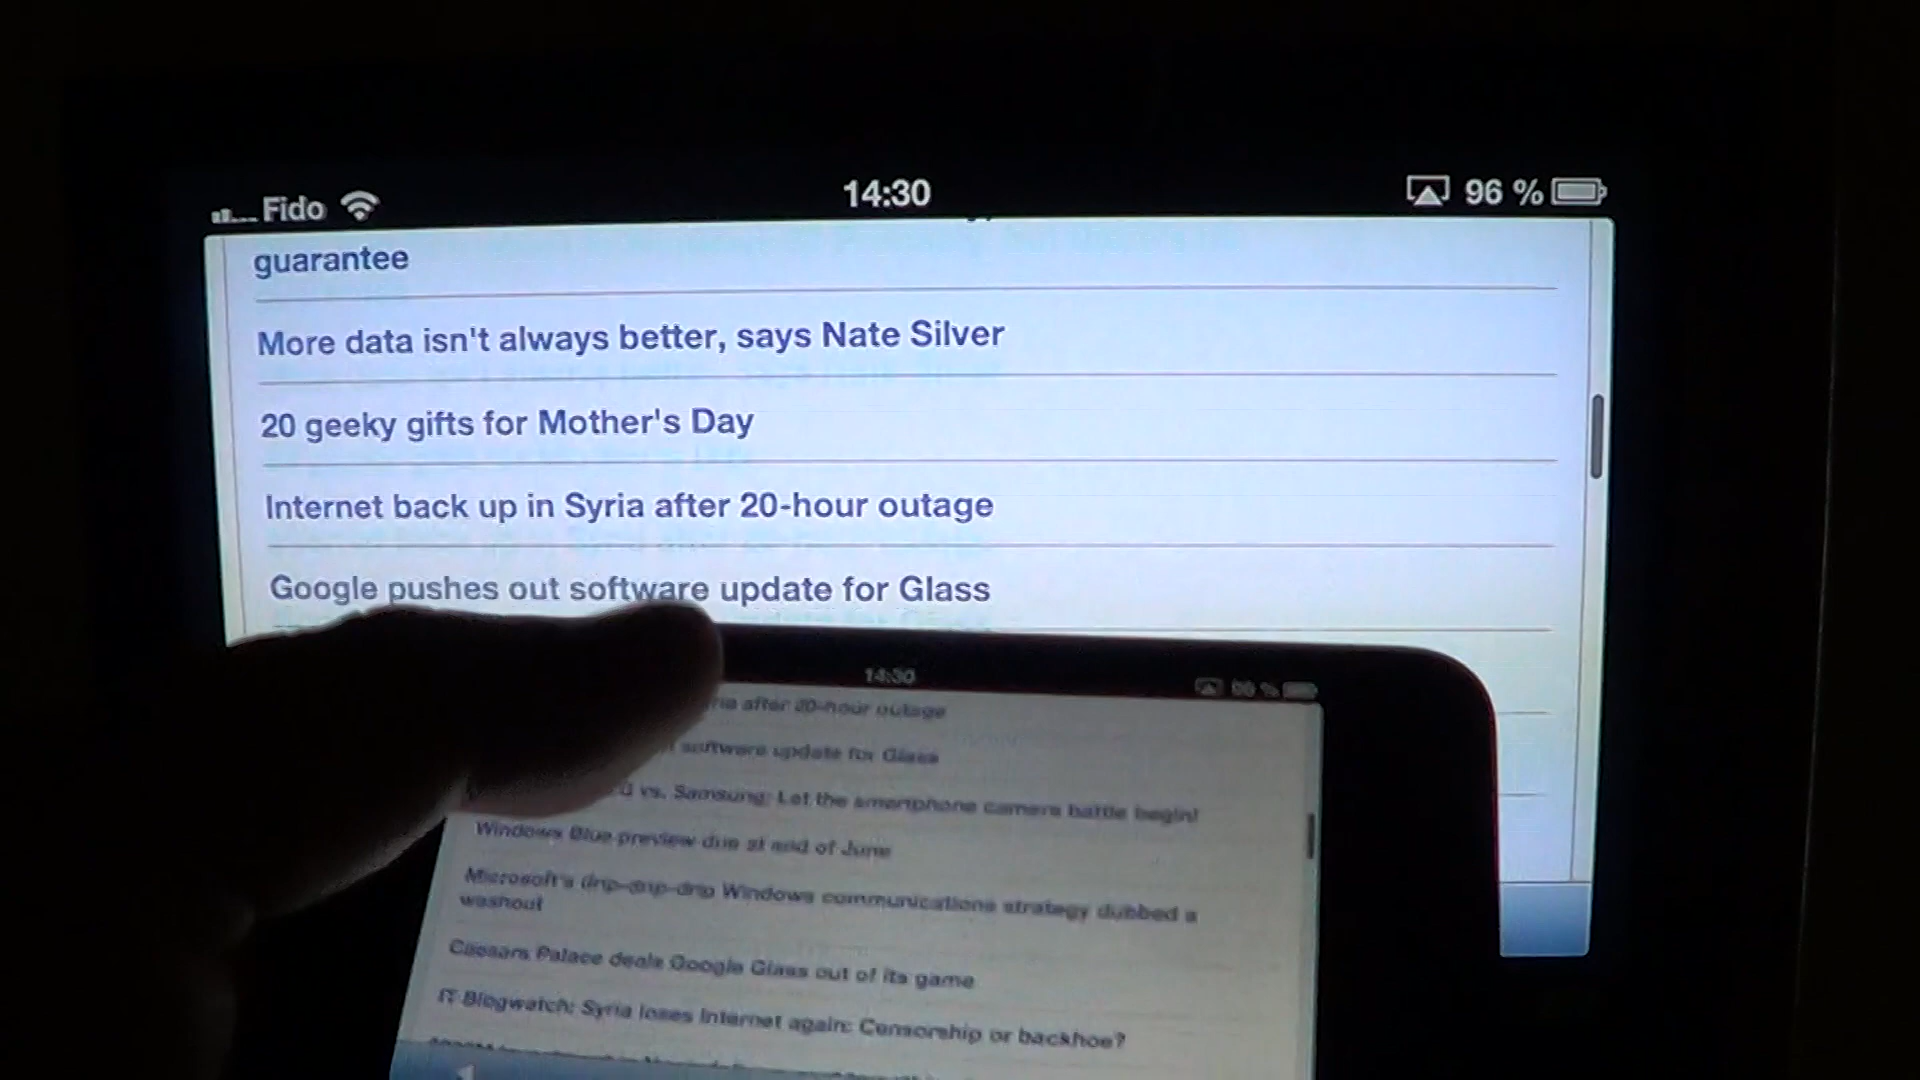 Fido 14:30 96 %
guarantee
More data isn't always better, says Nate Silver
20 geeky gifts for Mother's Day
Internet back up in Syria after 20-hour outage
Google pushes out software update for Glass
14:30
after 20-hour outage
software update for Glass
vs. Samsung: Let the smartphone camera battle begin!
Windows Blue preview due at end of June
Microsoft's drip-drip-drip Windows communications strategy dubbed a
washout
Caesars Palace deals Google Glass out of its game
IT Blogwatch: Syria loses Internet again: Censorship or backhoe?